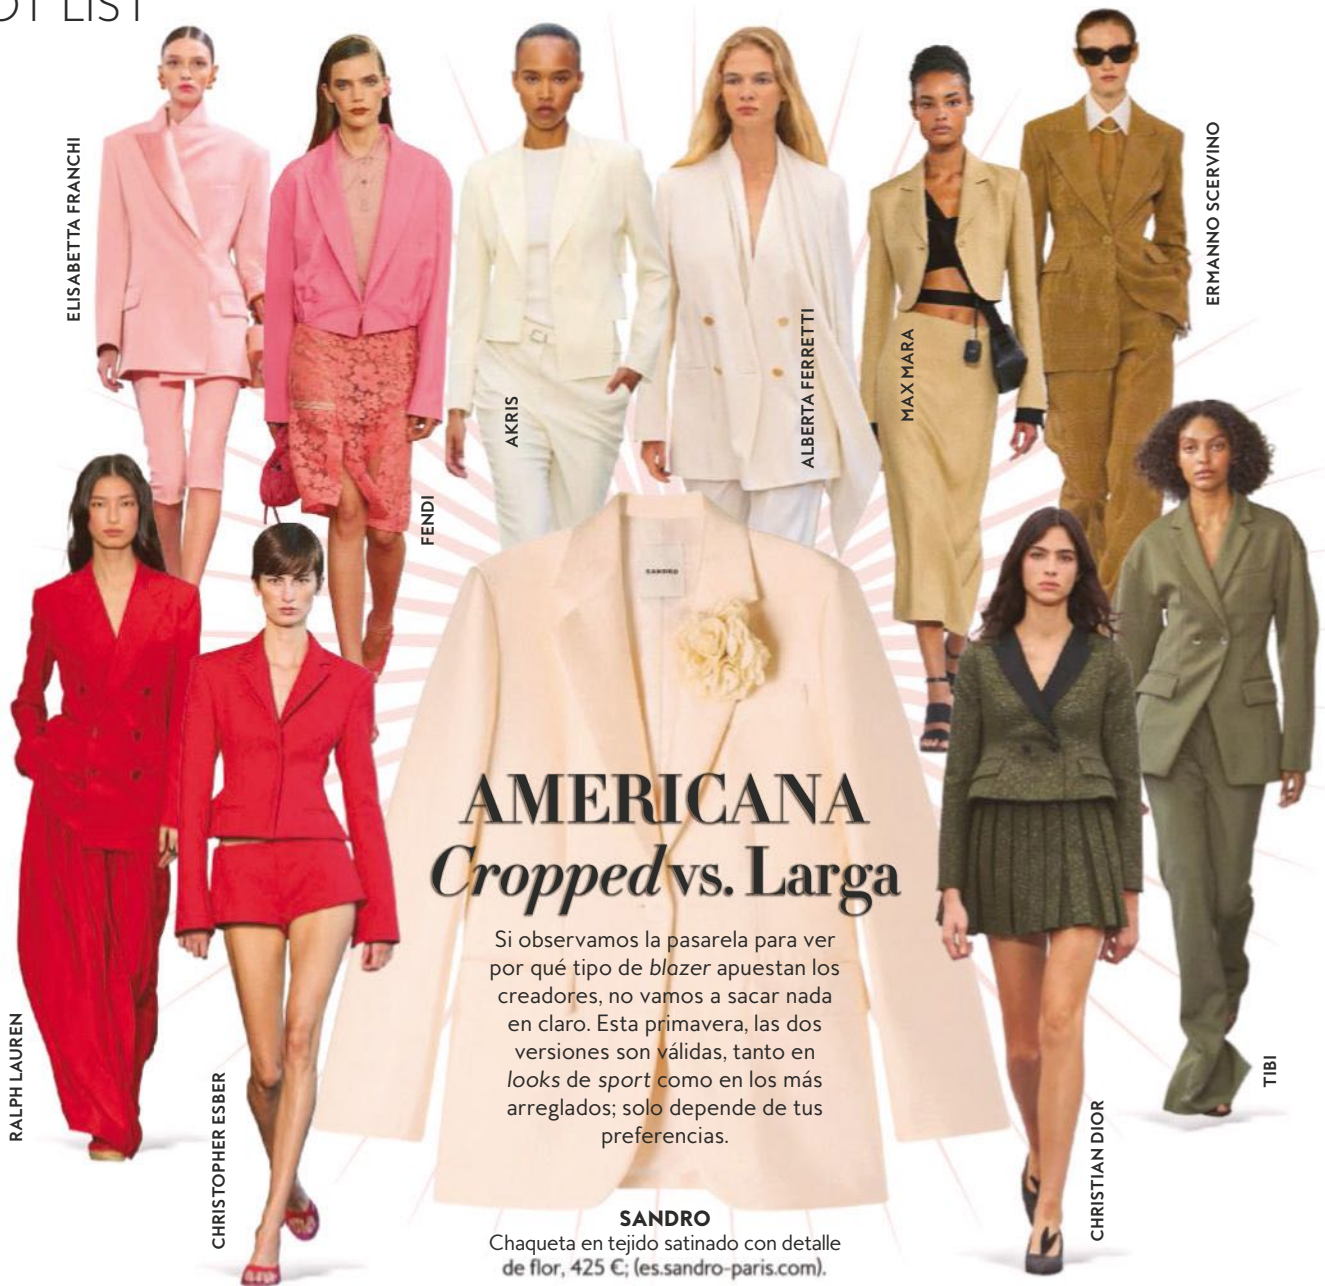 ELISABETTA FRANCHI
FENDI
AKRIS
ALBERTA FERRETTI
MAX MARA
ERMANNO SCERVINO
RALPH LAUREN
CHRISTOPHER ESBER
SANDRO
AMERICANA
Cropped vs. Larga
Si observamos la pasarela para ver
por qué tipo de blazer apuestan los
creadores, no vamos a sacar nada
en claro. Esta primavera, las dos
versiones son válidas, tanto en
looks de sport como en los más
arreglados; solo depende de tus
preferencias.
SANDRO
Chaqueta en tejido satinado con detalle
de flor, 425 €; (es.sandro-paris.com).
CHRISTIAN DIOR
TIBI